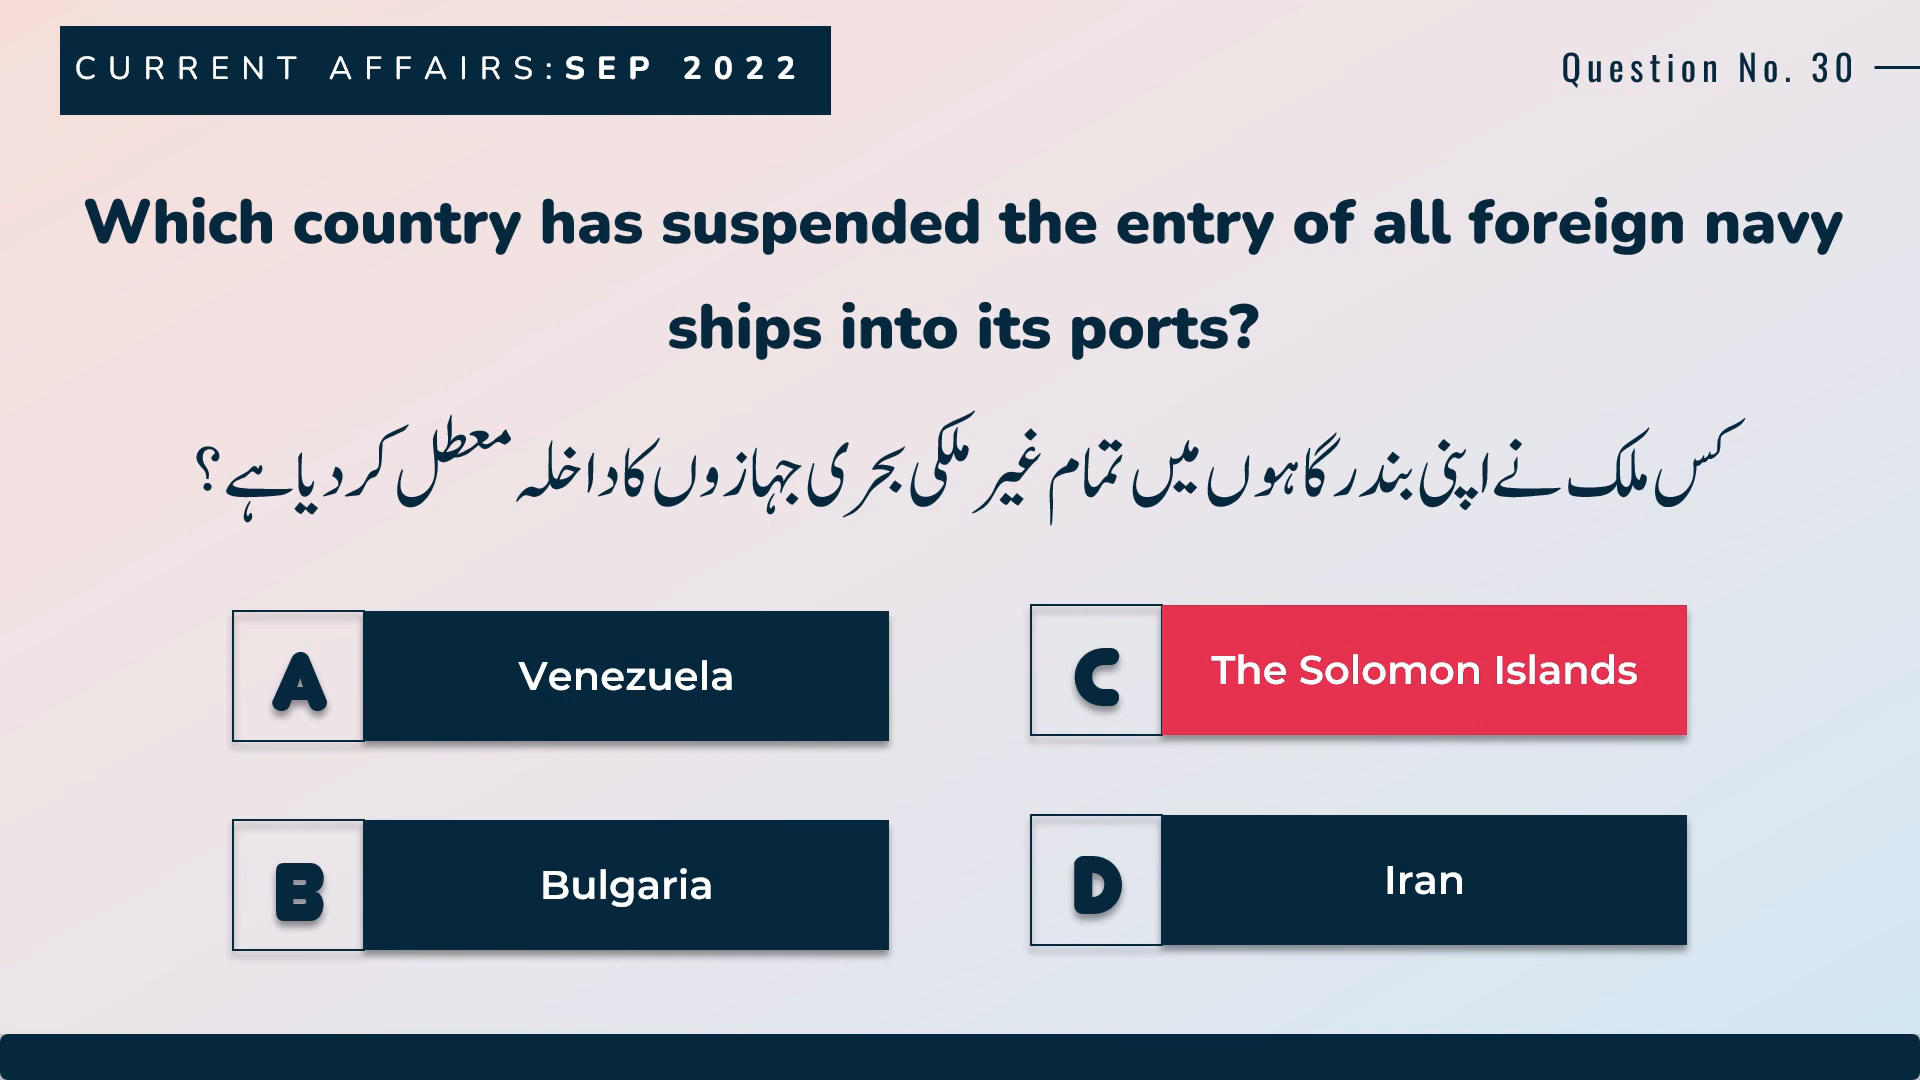 CURRENT AFFAIRS:SEP 2022
Question No. 30
Which country has suspended the entry of all foreign navy
ships into its ports?
کس ملک نے اپنی بندرگاہوں میں تمام غیر ملکی بحری جہازوں کا داخلہ معطل کر دیا ہے؟
A
Venezuela
C
The Solomon Islands
B
Bulgaria
D
Iran